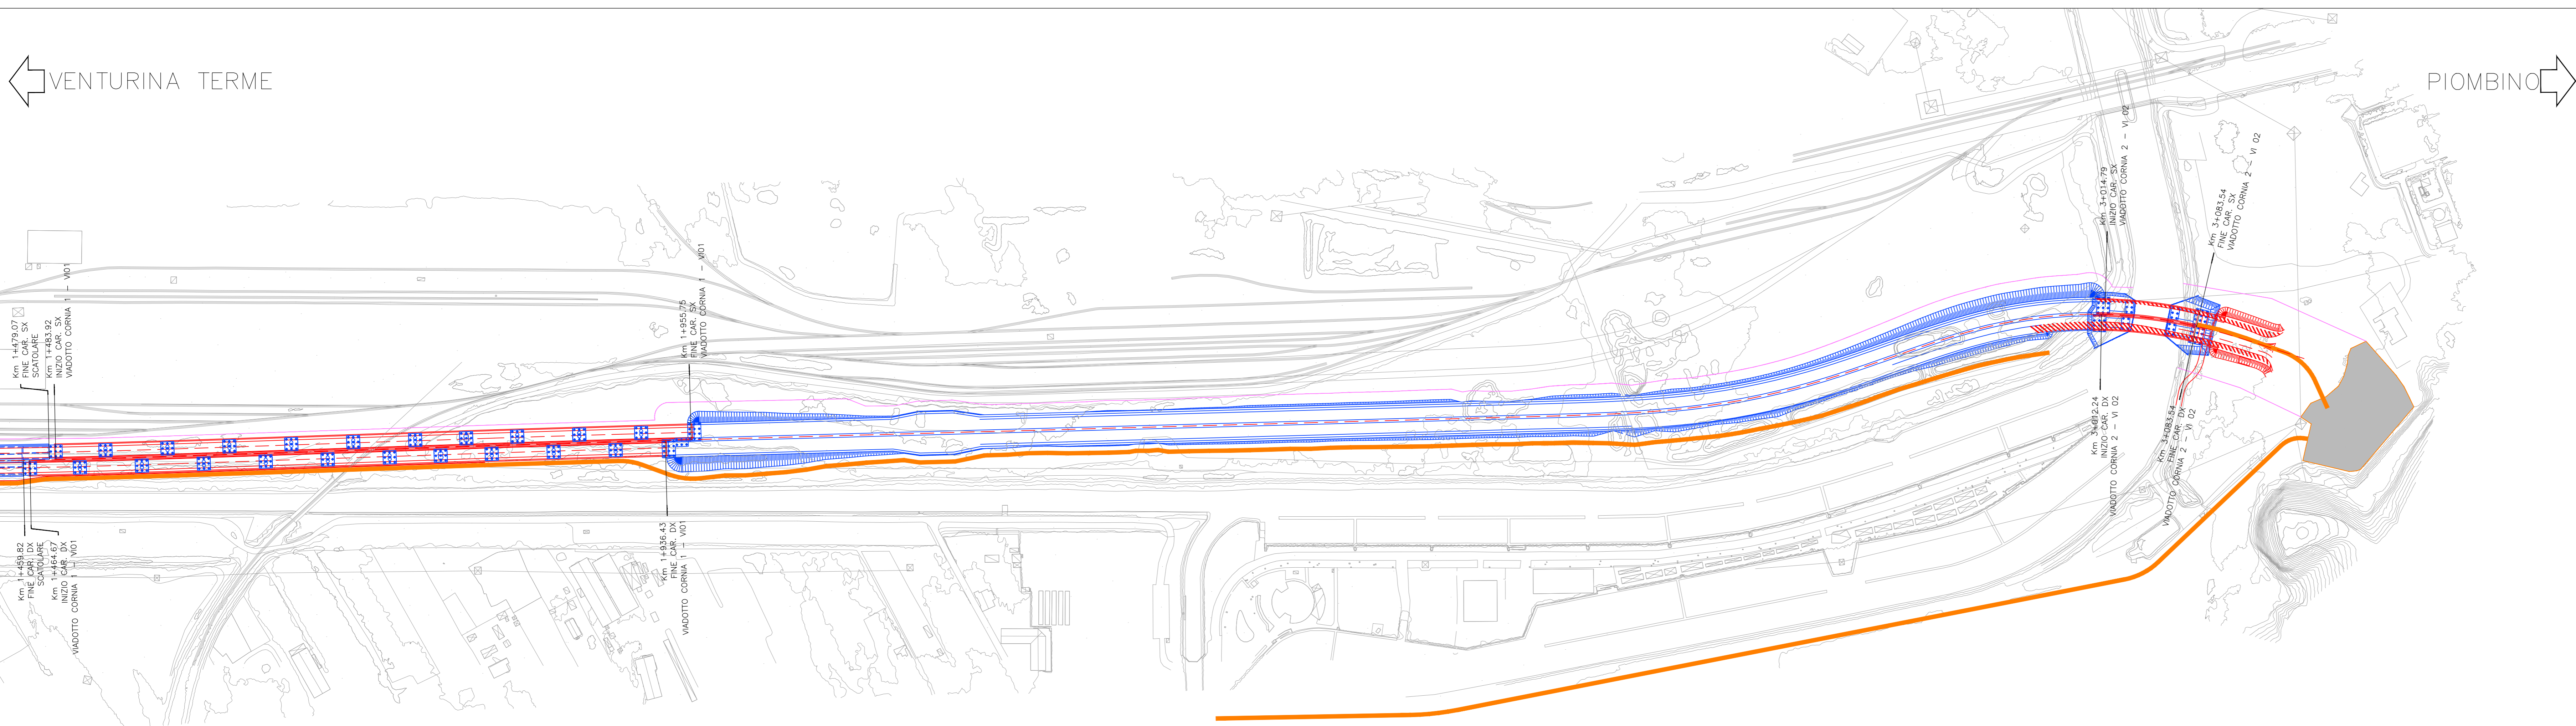 VENTURINA TERME
PIOMBINO
Km 1+479.07
FINE CAR. SX
SCATOLARE
Km 1+483.92
INIZIO CAR. SX
VIADOTTO CORNIA 1 - VI01
Km 1+459.82
FINE CAR. DX
SCATOLARE
Km 1+464.67
INIZIO CAR. DX
VIADOTTO CORNIA 1 - VI01
Km 1+955.75
FINE CAR. SX
VIADOTTO CORNIA 1 - VI01
Km 1+936.43
FINE CAR. DX
VIADOTTO CORNIA 1 - VI01
Km 3+014.79
INIZIO CAR. SX
VIADOTTO CORNIA 2 - VI 02
Km 3+083.54
FINE CAR. SX
VIADOTTO CORNIA 2 - VI 02
Km 3+012.24
INIZIO CAR. DX
VIADOTTO CORNIA 2 - VI 02
Km 3+083.54
FINE CAR. DX
VIADOTTO CORNIA 2 - VI 02